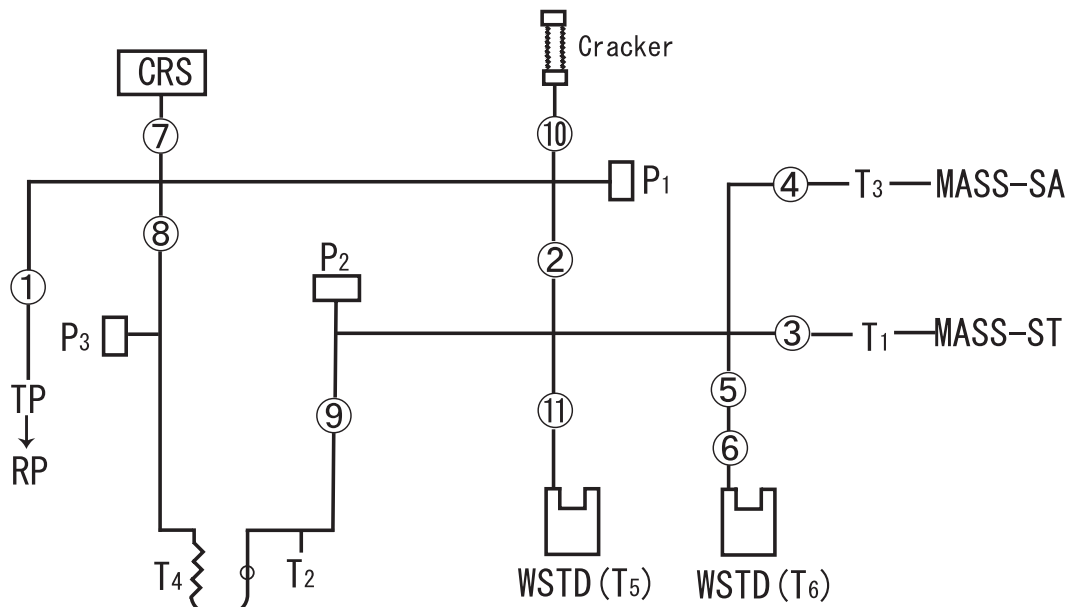 Cracker
CRS
⑦
⑩
P1
④ T3 MASS-SA
⑧
②
P2
①
P3
③ T1 MASS-ST
⑤
TP
⑨
⑪
⑥
RP
T4
T2
WSTD(T5)
WSTD(T6)